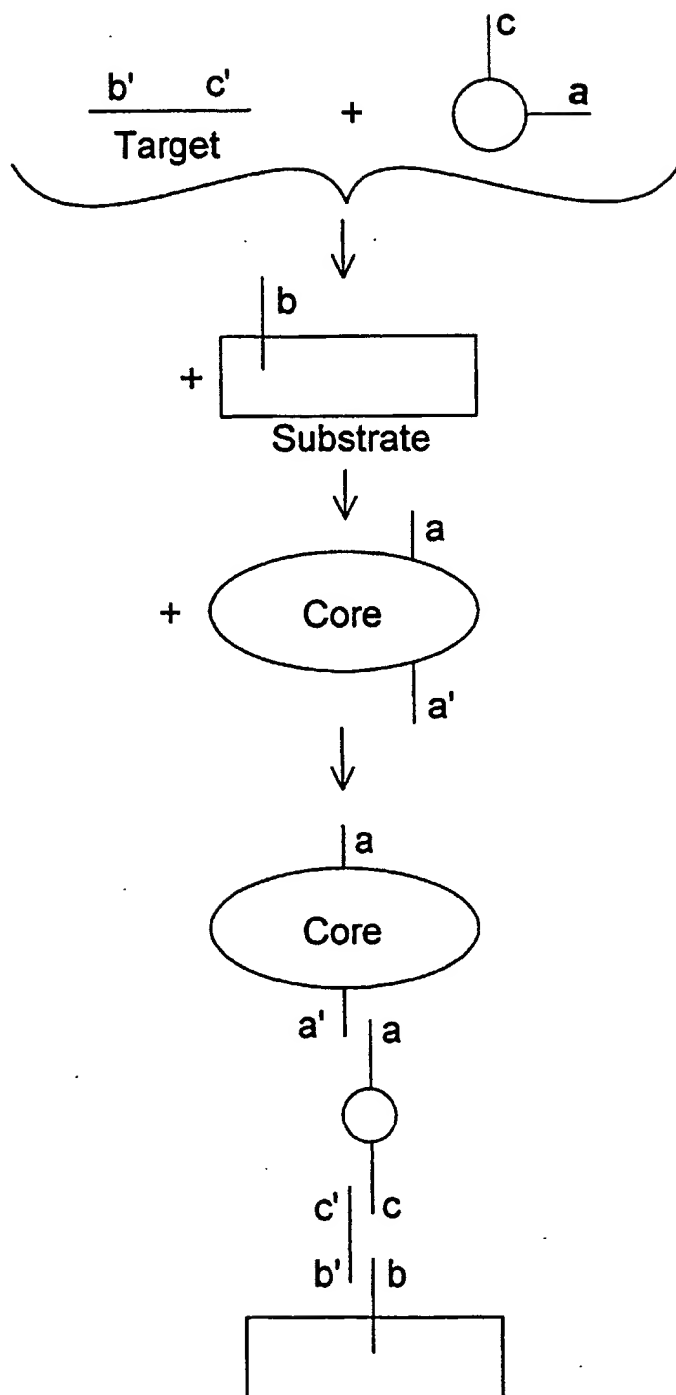 c
b' c' + a
Target
b
+
Substrate
a
+ Core
a'
a
Core
a' a
c' c
b' b